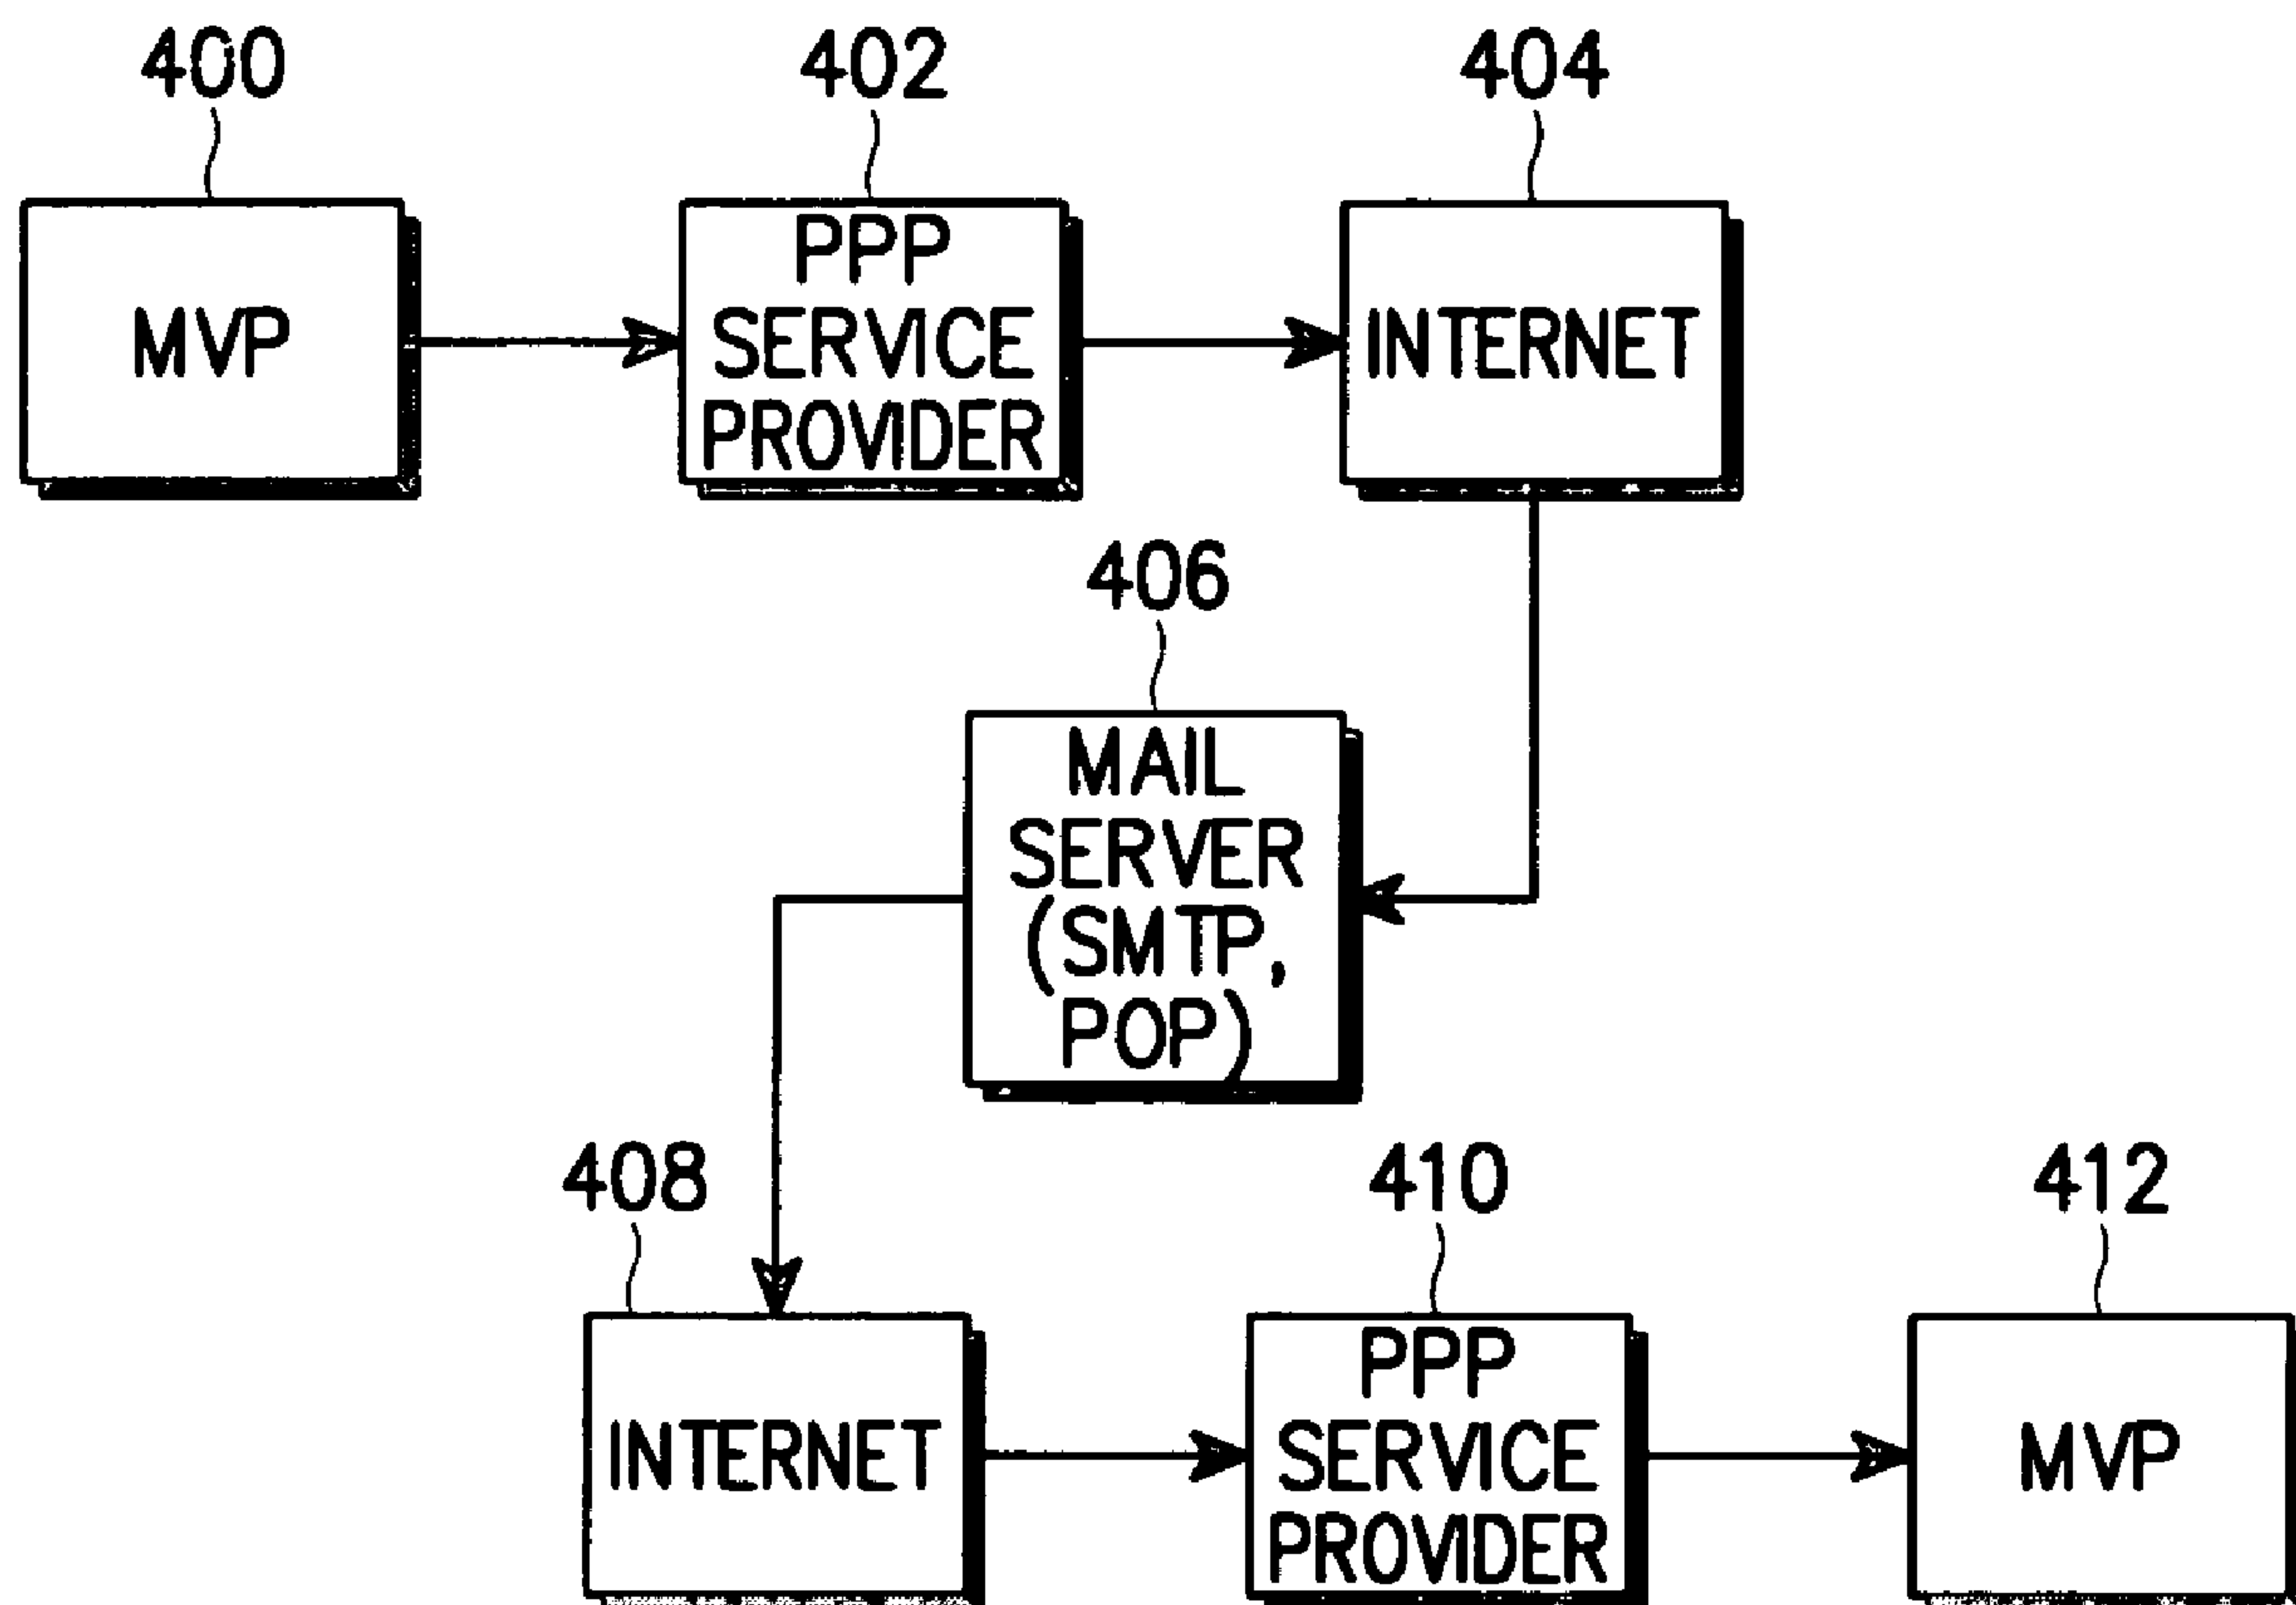 400
402
404
MVP
PPP
SERVICE
PROVIDER
INTERNET
406
MAIL
SERVER
(SMTP,
POP)
408
410
412
INTERNET
PPP
SERVICE
PROVIDER
MVP